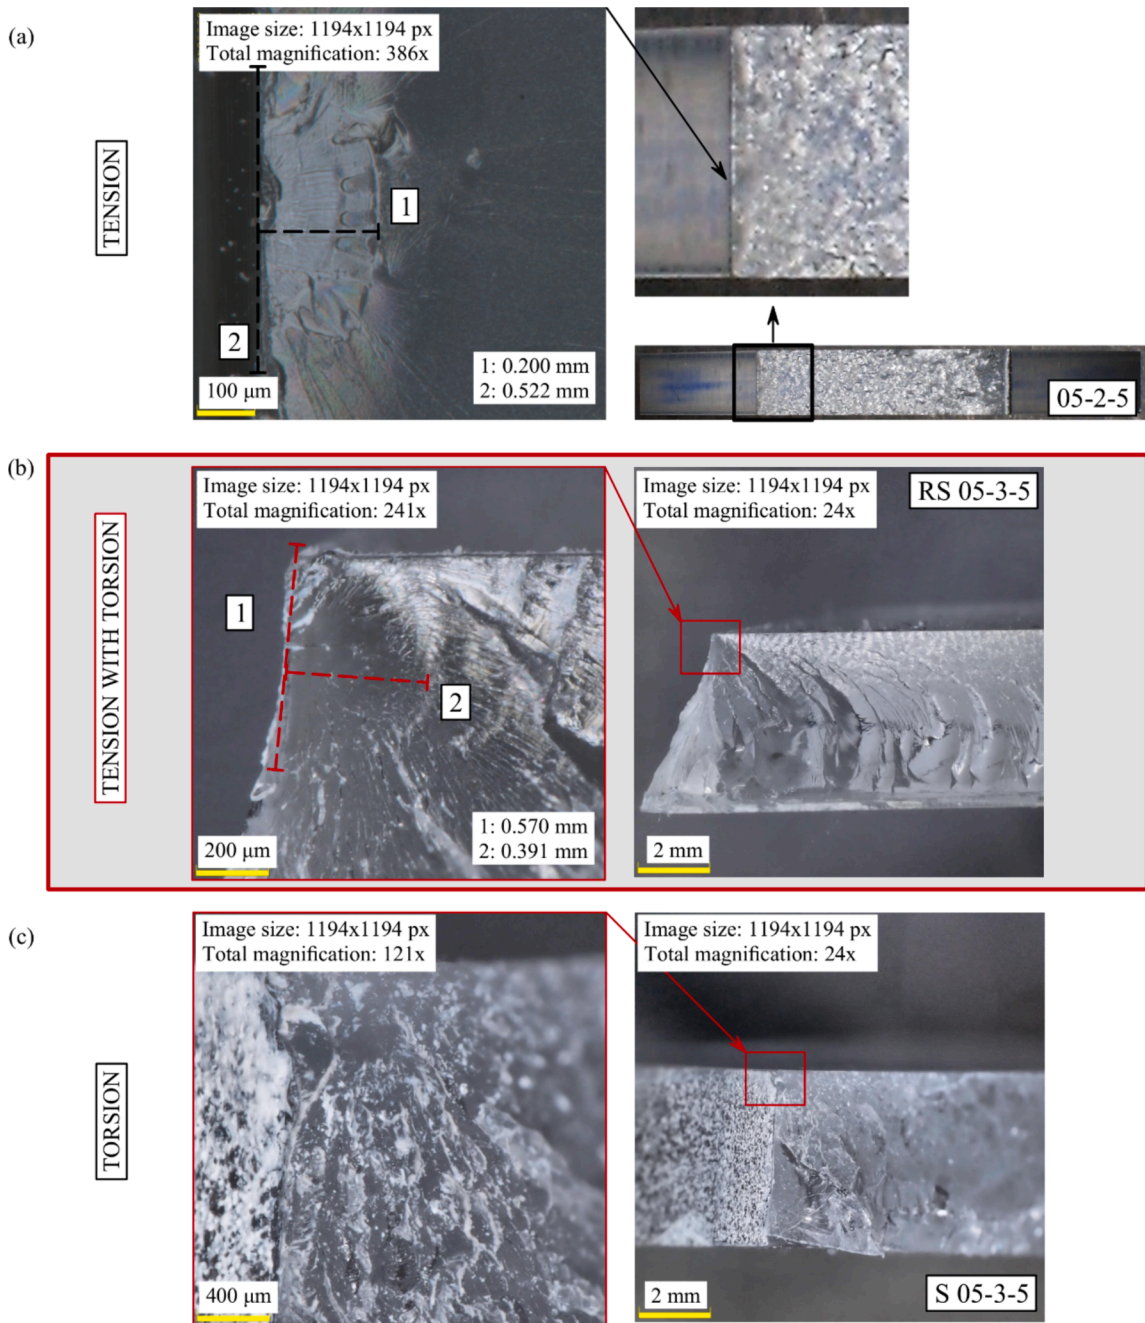 (a)
TENSION
Image size: 1194x1194 px
Total magnification: 386x
1
2
100 μm
1: 0.200 mm
2: 0.522 mm
05-2-5
(b)
TENSION WITH TORSION
Image size: 1194x1194 px
Total magnification: 241x
1
2
200 μm
1: 0.570 mm
2: 0.391 mm
Image size: 1194x1194 px
Total magnification: 24x
RS 05-3-5
2 mm
(c)
TORSION
Image size: 1194x1194 px
Total magnification: 121x
400 μm
Image size: 1194x1194 px
Total magnification: 24x
2 mm
S 05-3-5